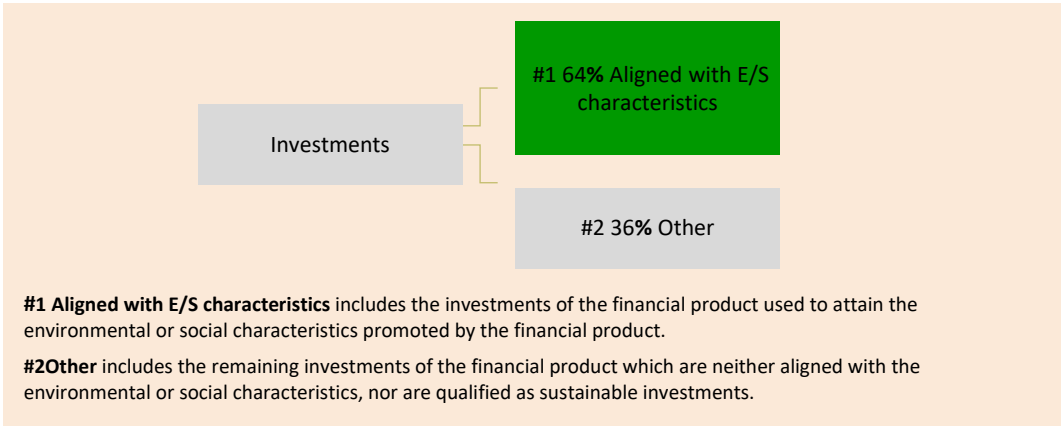 #1 64% Aligned with E/S
characteristics
Investments
#2 36% Other
#1 Aligned with E/S characteristics includes the investments of the financial product used to attain the
environmental or social characteristics promoted by the financial product.
#2Other includes the remaining investments of the financial product which are neither aligned with the
environmental or social characteristics, nor are qualified as sustainable investments.